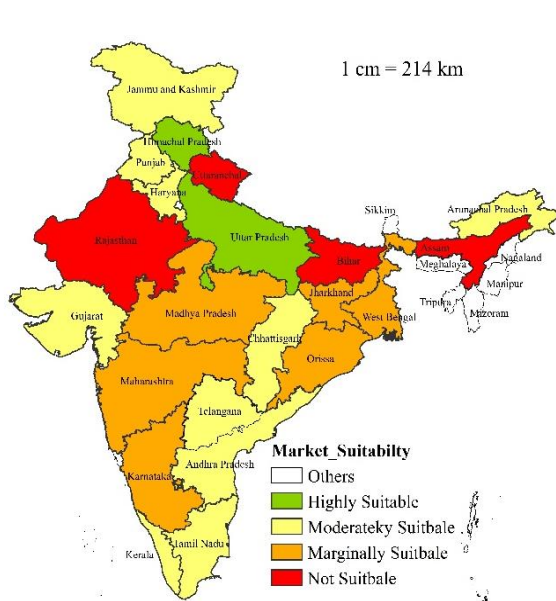 1 cm = 214 km
Jammu and Kashmir
Himachal Pradesh
Punjab
Uttaranchal
Haryana
Sikkim
Arunachal Pradesh
Rajasthan
Uttar Pradesh
Assam
Nagaland
Bihar
Meghalaya
Manipur
Jharkhand
Tripura
Mizoram
Gujarat
Madhya Pradesh
West Bengal
Chhattisgarh
Orissa
Maharashtra
Telangana
Andhra Pradesh
Karnataka
Kerala
Tamil Nadu
Market_Suitabilty
Others
Highly Suitable
Moderateky Suitbale
Marginally Suitbale
Not Suitbale